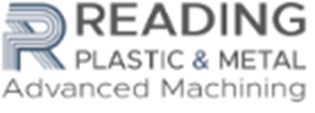 READING
PLASTIC & METAL
Advanced Machining